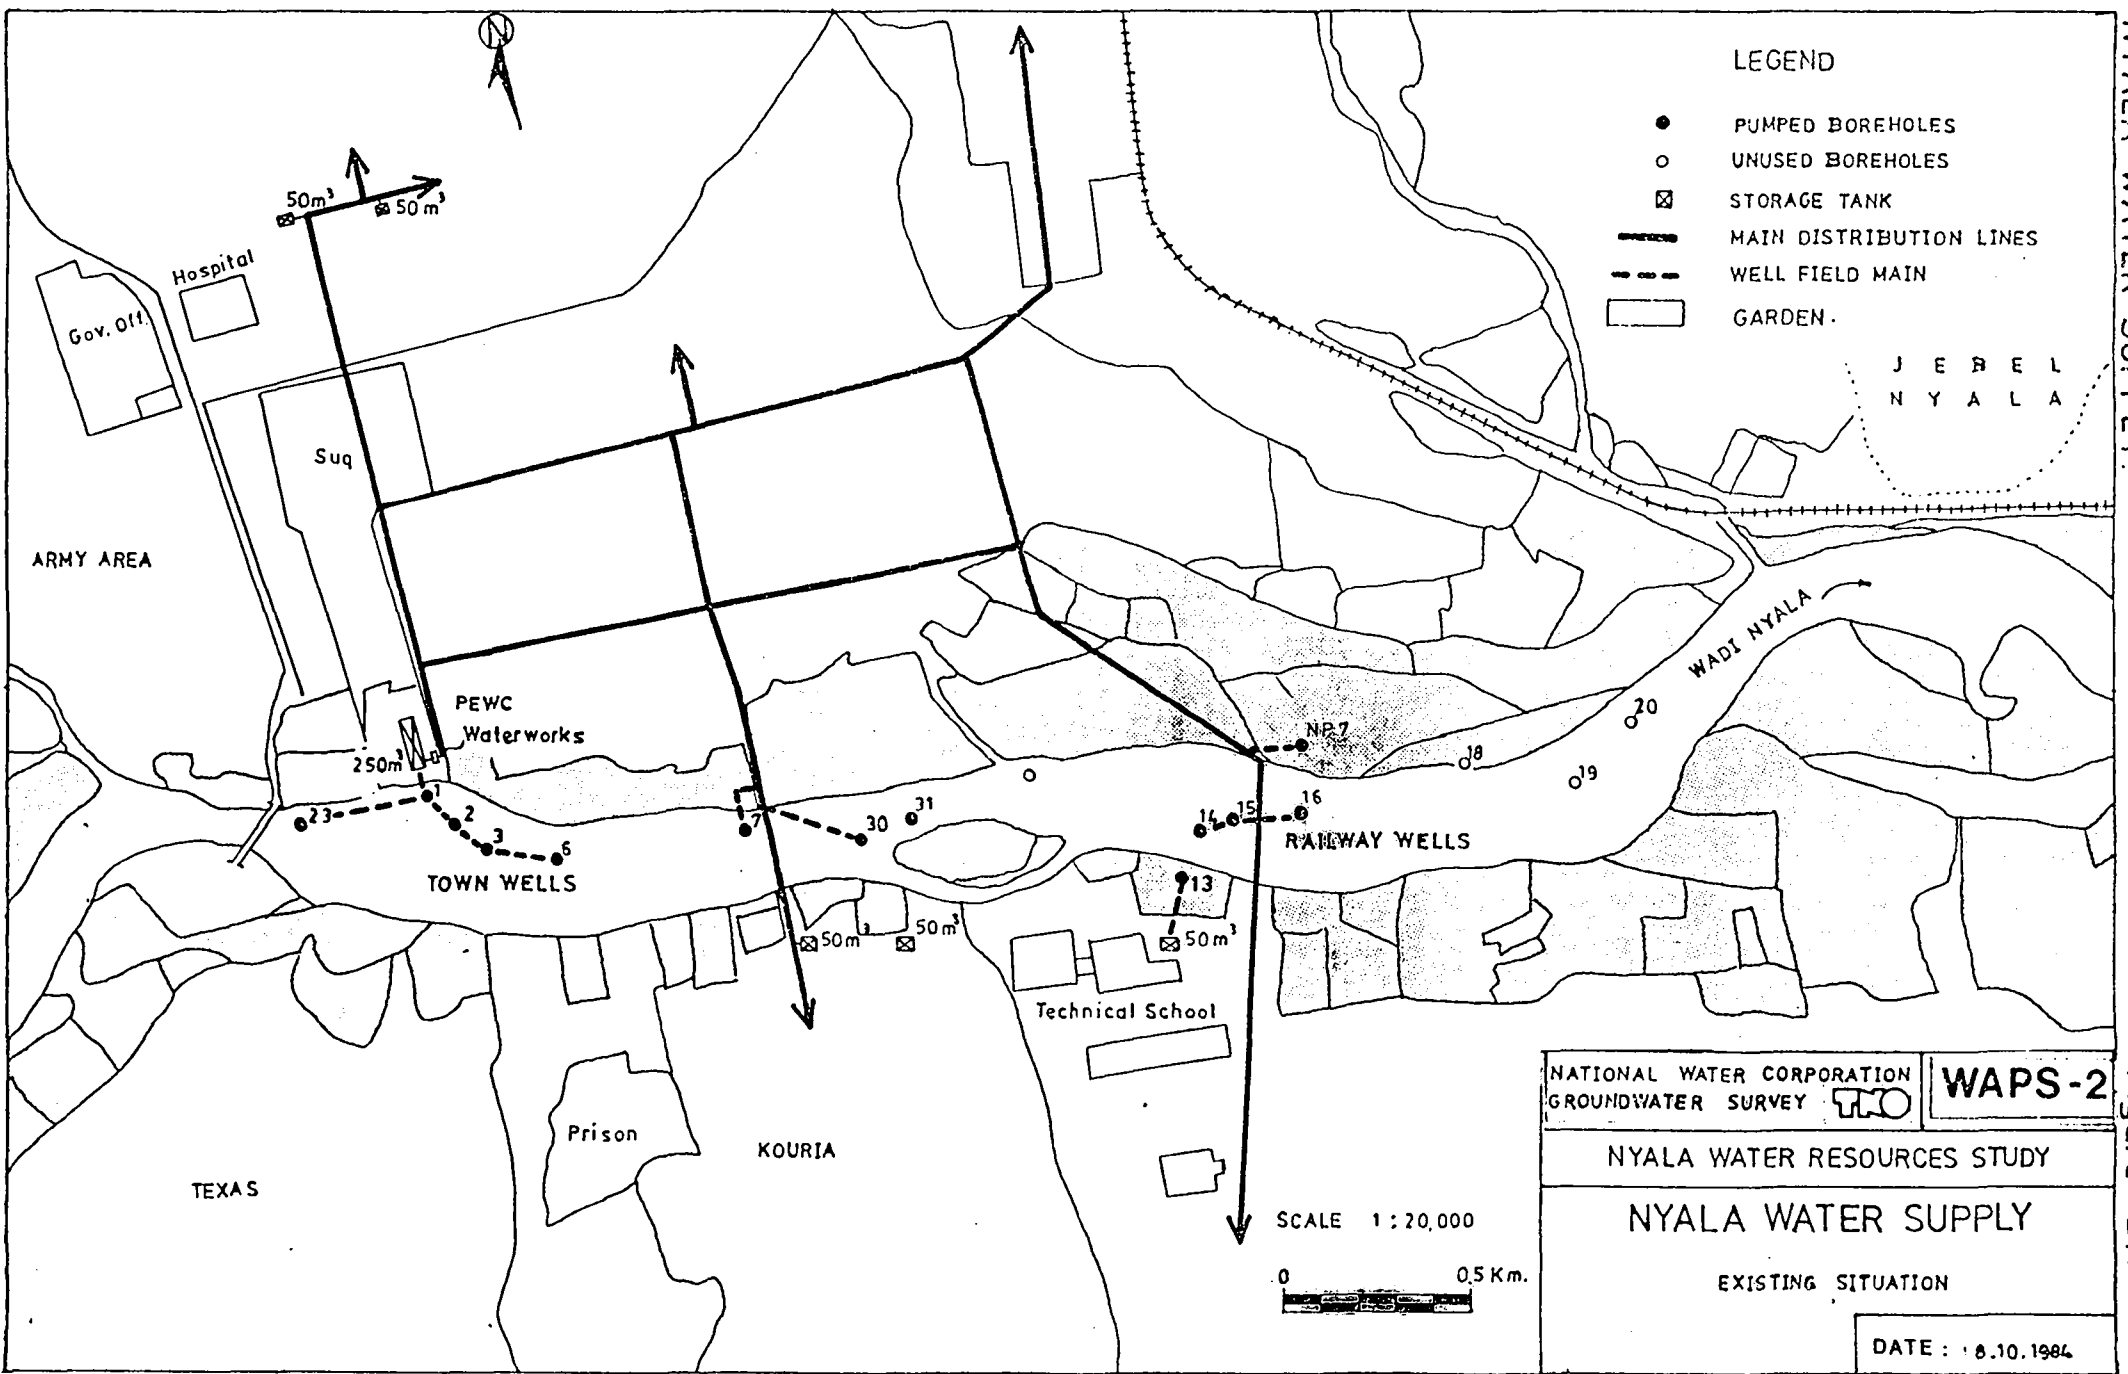 N
LEGEND
PUMPED BOREHOLES
UNUSED BOREHOLES
STORAGE TANK
MAIN DISTRIBUTION LINES
WELL FIELD MAIN
GARDEN.
JEBEL
NYALA
50m³
50m³
Hospital
Gov. Off.
Suq
ARMY AREA
PEWC
Waterworks
250m³
WADI NYALA
NP7
20
18
19
1
23
2
3
6
7
30
31
14
15
16
RAILWAY WELLS
TOWN WELLS
13
50m³
50m³
50m³
Technical School
Prison
KOURIA
TEXAS
SCALE 1:20,000
0 0.5 Km.
NATIONAL WATER CORPORATION
GROUNDWATER SURVEY TNO
WAPS-2
NYALA WATER RESOURCES STUDY
NYALA WATER SUPPLY
EXISTING SITUATION
DATE : 8.10.1984